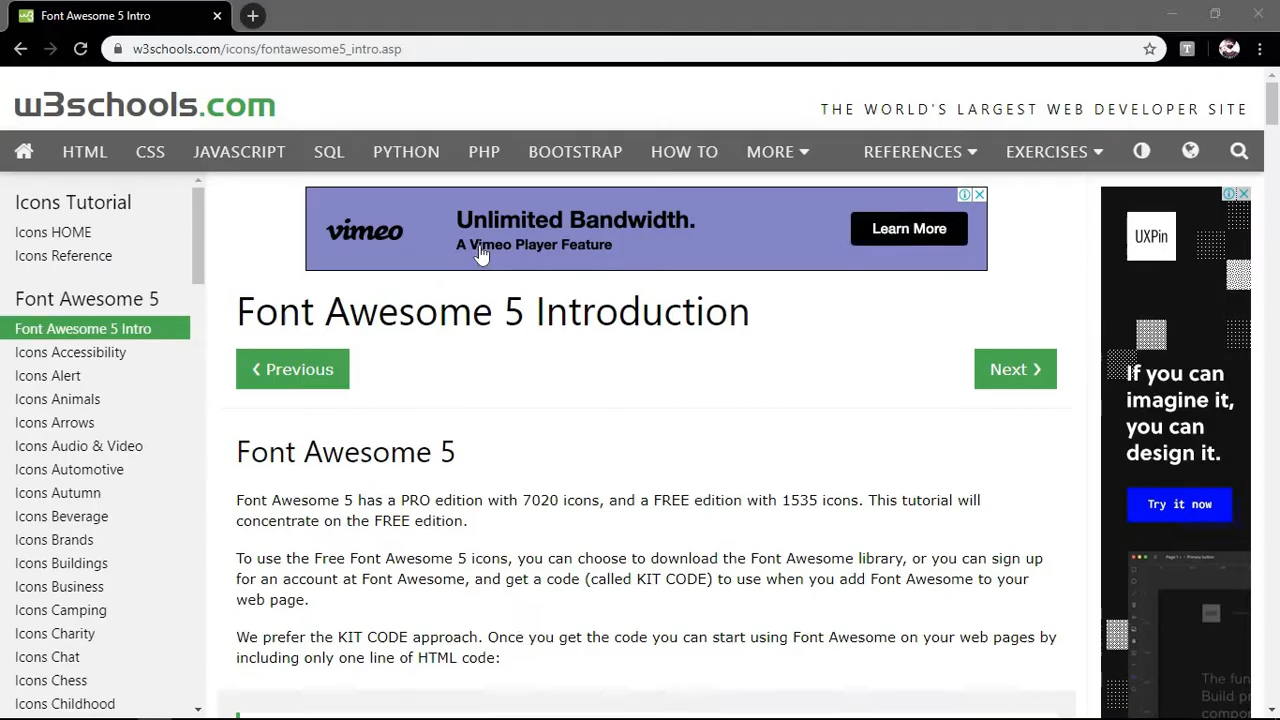 Font Awesome 5 Intro
w3schools.com/icons/fontawesome5_intro.asp
w3schools.com
THE WORLD'S LARGEST WEB DEVELOPER SITE
HTML CSS JAVASCRIPT SQL PYTHON PHP BOOTSTRAP HOW TO MORE REFERENCES EXERCISES
Icons Tutorial
Icons HOME
Icons Reference
Font Awesome 5
Font Awesome 5 Intro
Icons Accessibility
Icons Alert
Icons Animals
Icons Arrows
Icons Audio & Video
Icons Automotive
Icons Autumn
Icons Beverage
Icons Brands
Icons Buildings
Icons Business
Icons Camping
Icons Charity
Icons Chat
Icons Chess
Icons Childhood
vimeo
Unlimited Bandwidth.
A Vimeo Player Feature
Learn More
Font Awesome 5 Introduction
❮ Previous
Next ❯
Font Awesome 5
Font Awesome 5 has a PRO edition with 7020 icons, and a FREE edition with 1535 icons. This tutorial will
concentrate on the FREE edition.
To use the Free Font Awesome 5 icons, you can choose to download the Font Awesome library, or you can sign up
for an account at Font Awesome, and get a code (called KIT CODE) to use when you add Font Awesome to your
web page.
We prefer the KIT CODE approach. Once you get the code you can start using Font Awesome on your web pages by
including only one line of HTML code:
UXPin
If you can
imagine it,
you can
design it.
Try it now
The fun
Build pr